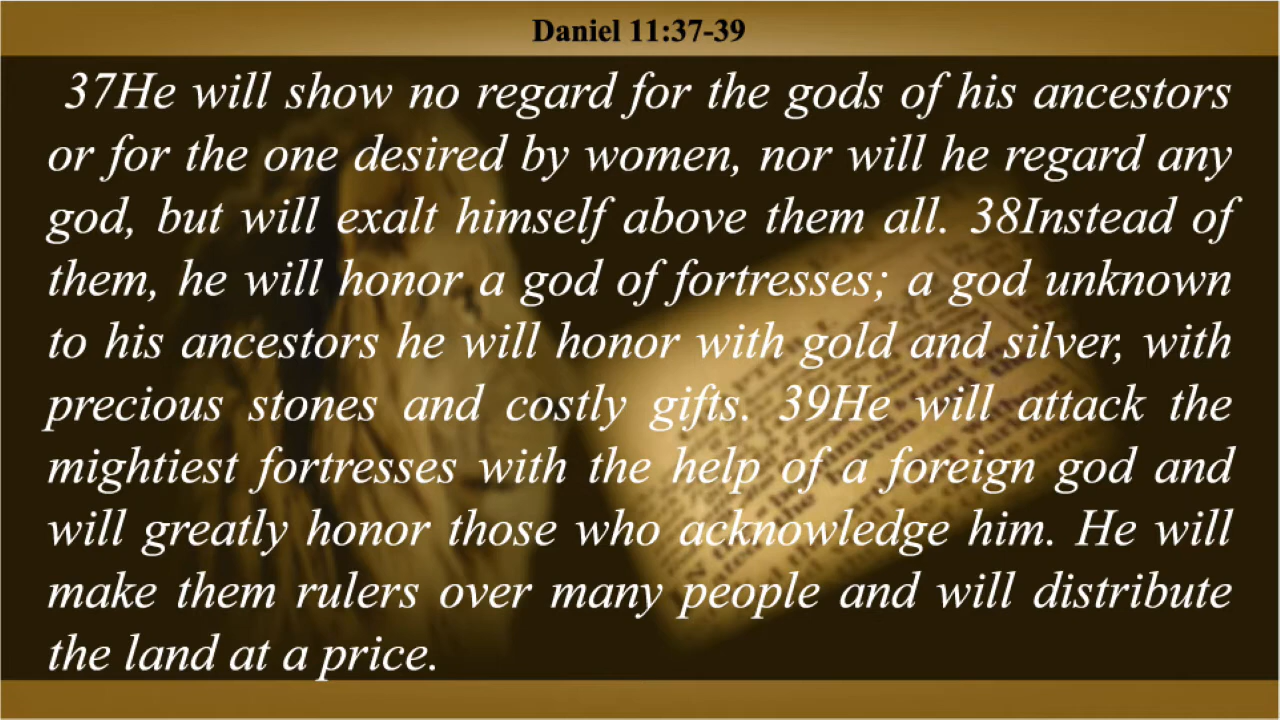 Daniel 11:37-39
37He will show no regard for the gods of his ancestors
or for the one desired by women, nor will he regard any
god, but will exalt himself above them all. 38Instead of
them, he will honor a god of fortresses; a god unknown
to his ancestors he will honor with gold and silver, with
precious stones and costly gifts. 39He will attack the
mightiest fortresses with the help of a foreign god and
will greatly honor those who acknowledge him. He will
make them rulers over many people and will distribute
the land at a price.